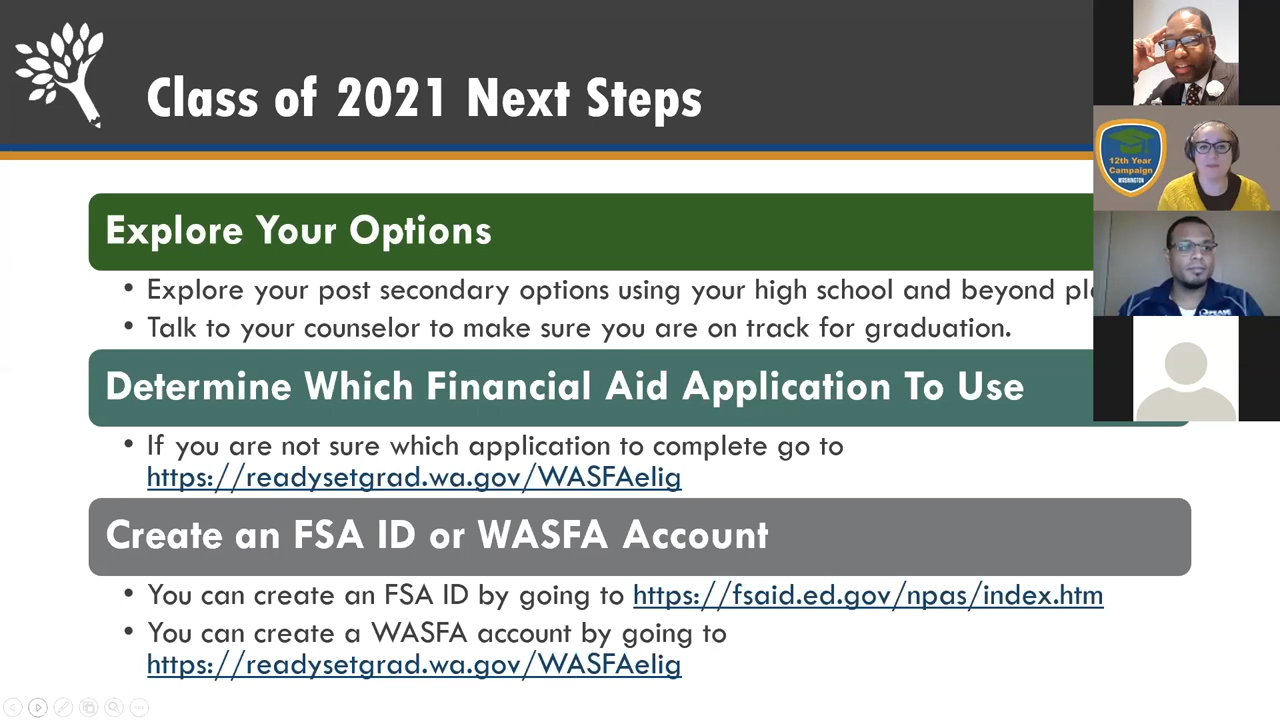 Class of 2021 Next Steps
12th Year
Campaign
WASHINGTON
Explore Your Options
• Explore your post secondary options using your high school and beyond
• Talk to your counselor to make sure you are on track for graduation.
Determine Which Financial Aid Application To Use
• If you are not sure which application to complete go to
https://readysetgrad.wa.gov/WASFAelig
Create an FSA ID or WASFA Account
• You can create an FSA ID by going to https://fsaid.ed.gov/npas/index.htm
• You can create a WASFA account by going to
https://readysetgrad.wa.gov/WASFAelig